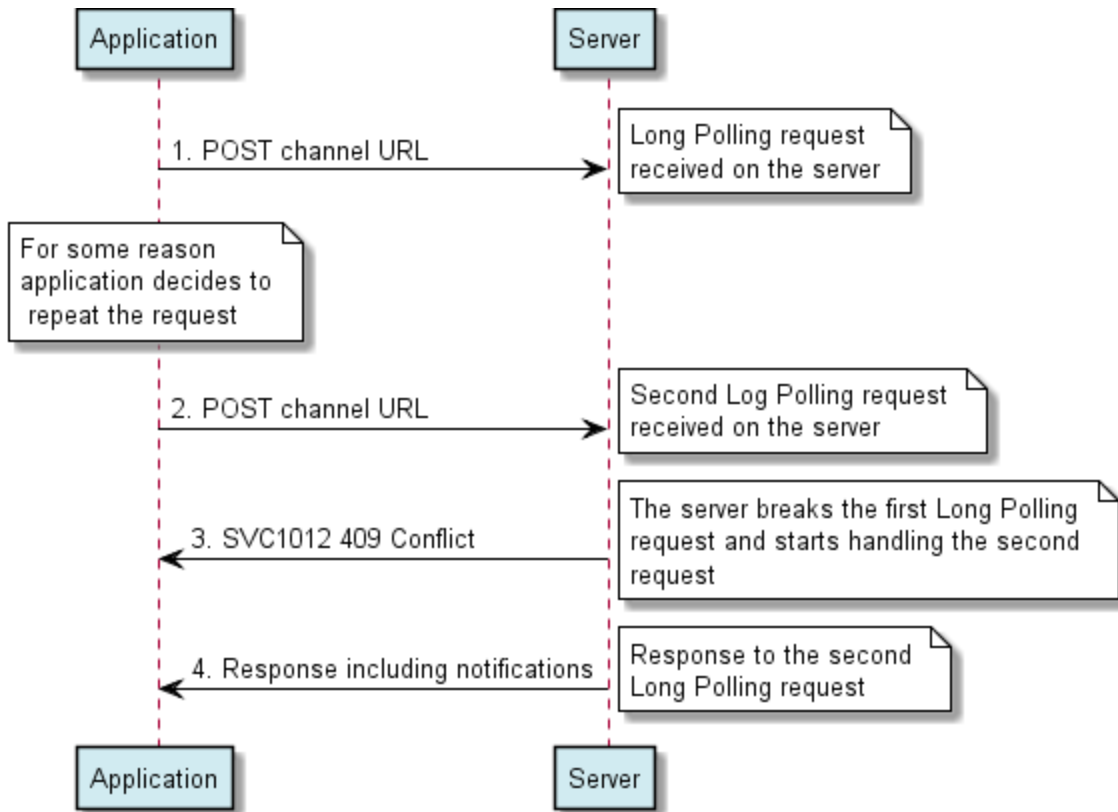 Application
Server
1. POST channel URL
Long Polling request
received on the server
For some reason
application decides to
repeat the request
2. POST channel URL
Second Log Polling request
received on the server
3. SVC1012 409 Conflict
The server breaks the first Long Polling
request and starts handling the second
request
4. Response including notifications
Response to the second
Long Polling request
Application
Server